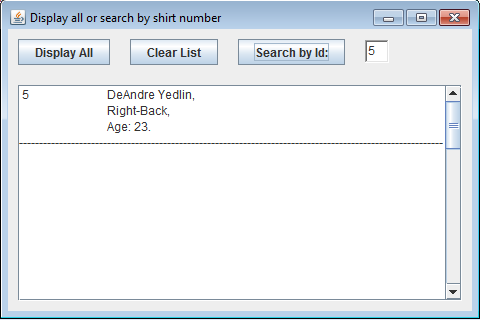 Display all or search by shirt number
Display All Clear List Search by Id: 5
5 DeAndre Yedlin,
Right-Back,
Age: 23.